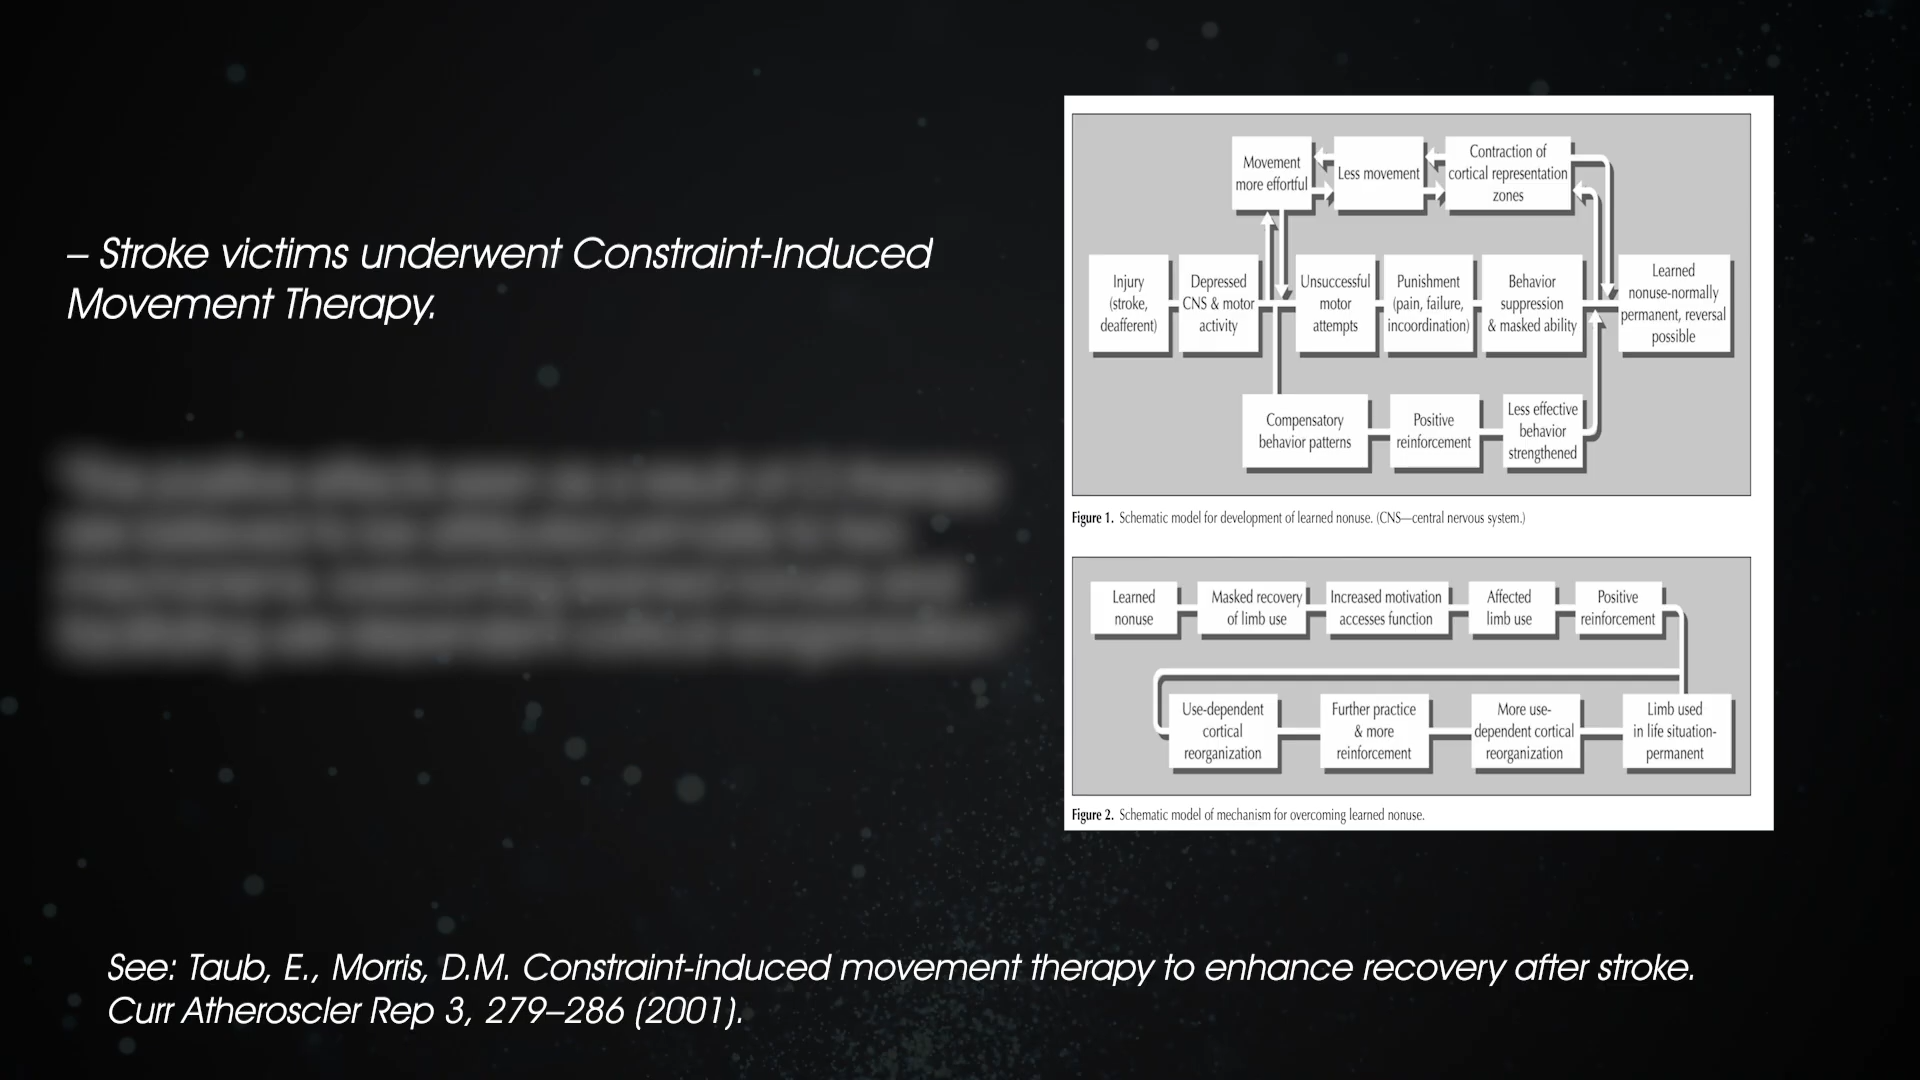 – Stroke victims underwent Constraint-Induced
Movement Therapy.
Movement
more effortful
Less movement
Contraction of
cortical representation
zones
Injury
(stroke,
deafferent)
Depressed
CNS & motor
activity
Unsuccessful
motor
attempts
Punishment
(pain, failure,
incoordination)
Behavior
suppression
& masked ability
Learned
nonuse-normally
permanent, reversal
possible
Compensatory
behavior patterns
Positive
reinforcement
Less effective
behavior
strengthened
Figure 1. Schematic model for development of learned nonuse. (CNS—central nervous system.)
Learned
nonuse
Masked recovery
of limb use
Increased motivation
accesses function
Affected
limb use
Positive
reinforcement
Use-dependent
cortical
reorganization
Further practice
& more
reinforcement
More use-
dependent cortical
reorganization
Limb used
in life situation-
permanent
Figure 2. Schematic model of mechanism for overcoming learned nonuse.
See: Taub, E., Morris, D.M. Constraint-induced movement therapy to enhance recovery after stroke.
Curr Atheroscler Rep 3, 279–286 (2001).